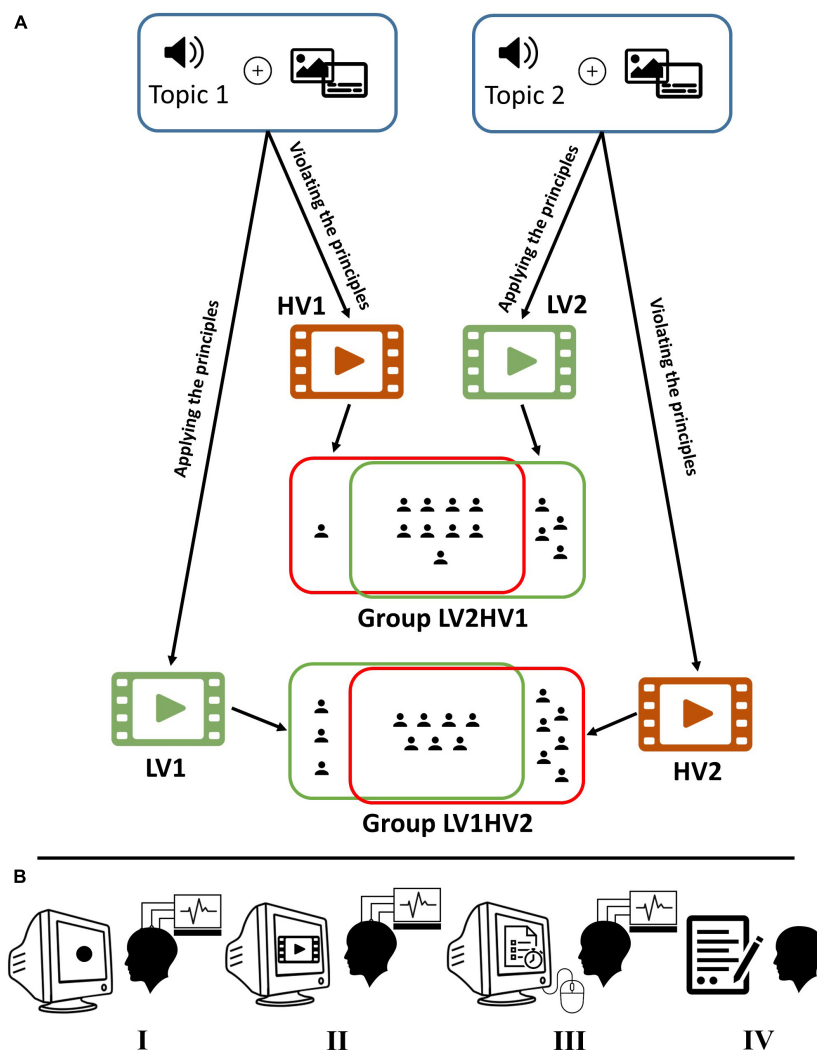 A
Topic 1
Topic 2
Violating the principles
Applying the principles
Applying the principles
Violating the principles
HV1
LV2
Group LV2HV1
LV1
HV2
Group LV1HV2
B
I
II
III
IV